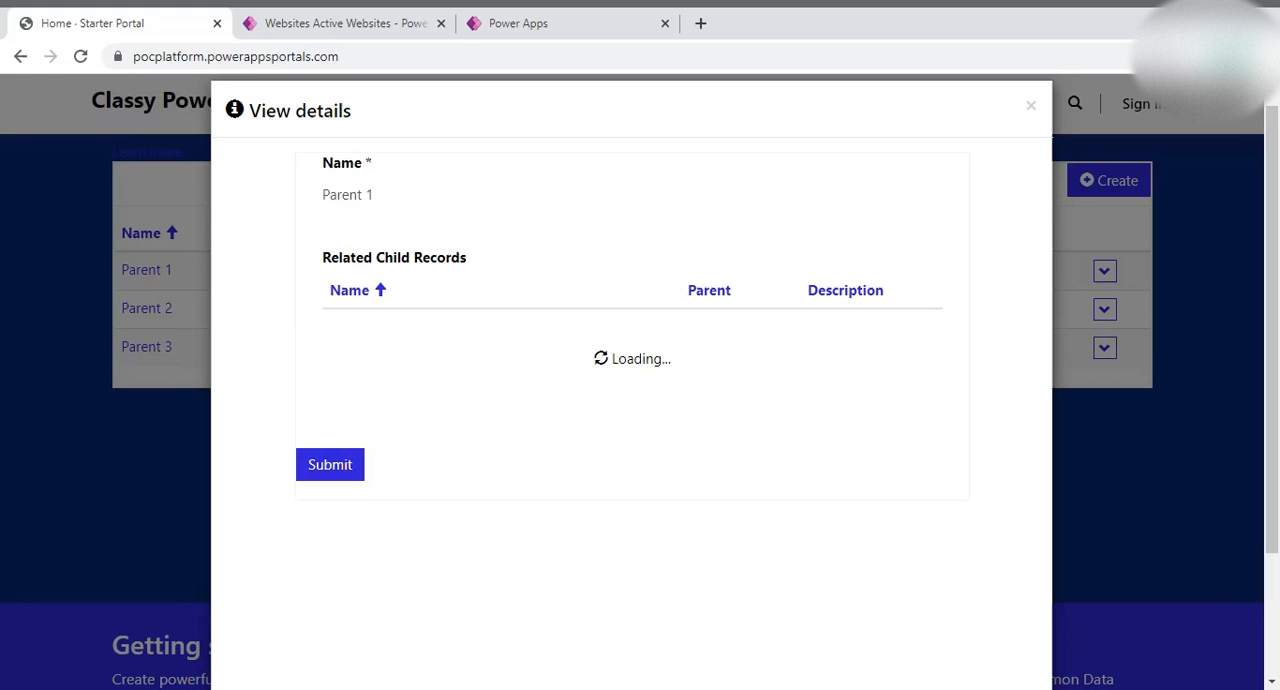 Home · Starter Portal
Websites Active Websites - Powe
Power Apps
pocplatform.powerappsportals.com
Classy Pow
View details
×
Sign i
Name *
Parent 1
Create
Name
Parent 1
Parent 2
Parent 3
Related Child Records
Name Parent Description
Loading...
Submit
Getting
Create powerfu
mon Data